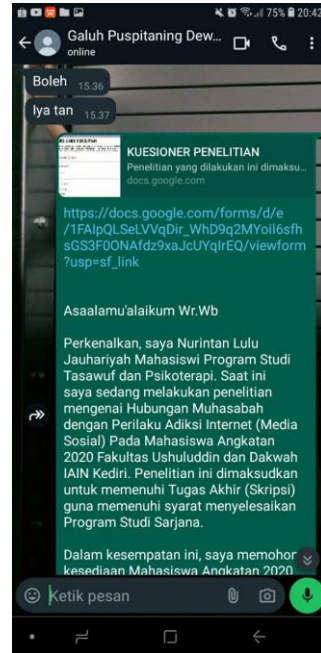 75% 20:42
Galuh Puspitaning Dew...
online
Boleh 15.36
Iya tan 15.37
KUESIONER PENELITIAN
Penelitian yang dilakukan ini dimaksu...
docs.google.com
https://docs.google.com/forms/d/e
/1FAIpQLSeLVVqDir_WhD9q2MYoil6sfh
sGS3F0ONAfdz9xaJcUYqIrEQ/viewform
?usp=sf_link
Asaalamu'alaikum Wr.Wb
Perkenalkan, saya Nurintan Lulu
Jauhariyah Mahasiswi Program Studi
Tasawuf dan Psikoterapi. Saat ini
saya sedang melakukan penelitian
mengenai Hubungan Muhasabah
dengan Perilaku Adiksi Internet (Media
Sosial) Pada Mahasiswa Angkatan
2020 Fakultas Ushuluddin dan Dakwah
IAIN Kediri. Penelitian ini dimaksudkan
untuk memenuhi Tugas Akhir (Skripsi)
guna memenuhi syarat menyelesaikan
Program Studi Sarjana.
Dalam kesempatan ini, saya memohon
kesediaan Mahasiswa Angkatan 2020
Ketik pesan